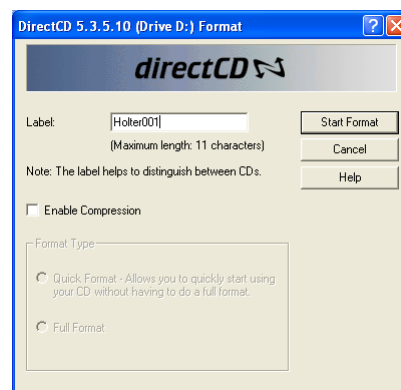 DirectCD 5.3.5.10 (Drive D:) Format
directCD
Label:
Holter001
Start Format
(Maximum length: 11 characters)
Cancel
Note: The label helps to distinguish between CDs.
Help
Enable Compression
Format Type
Quick Format - Allows you to quickly start using
your CD without having to do a full format.
Full Format